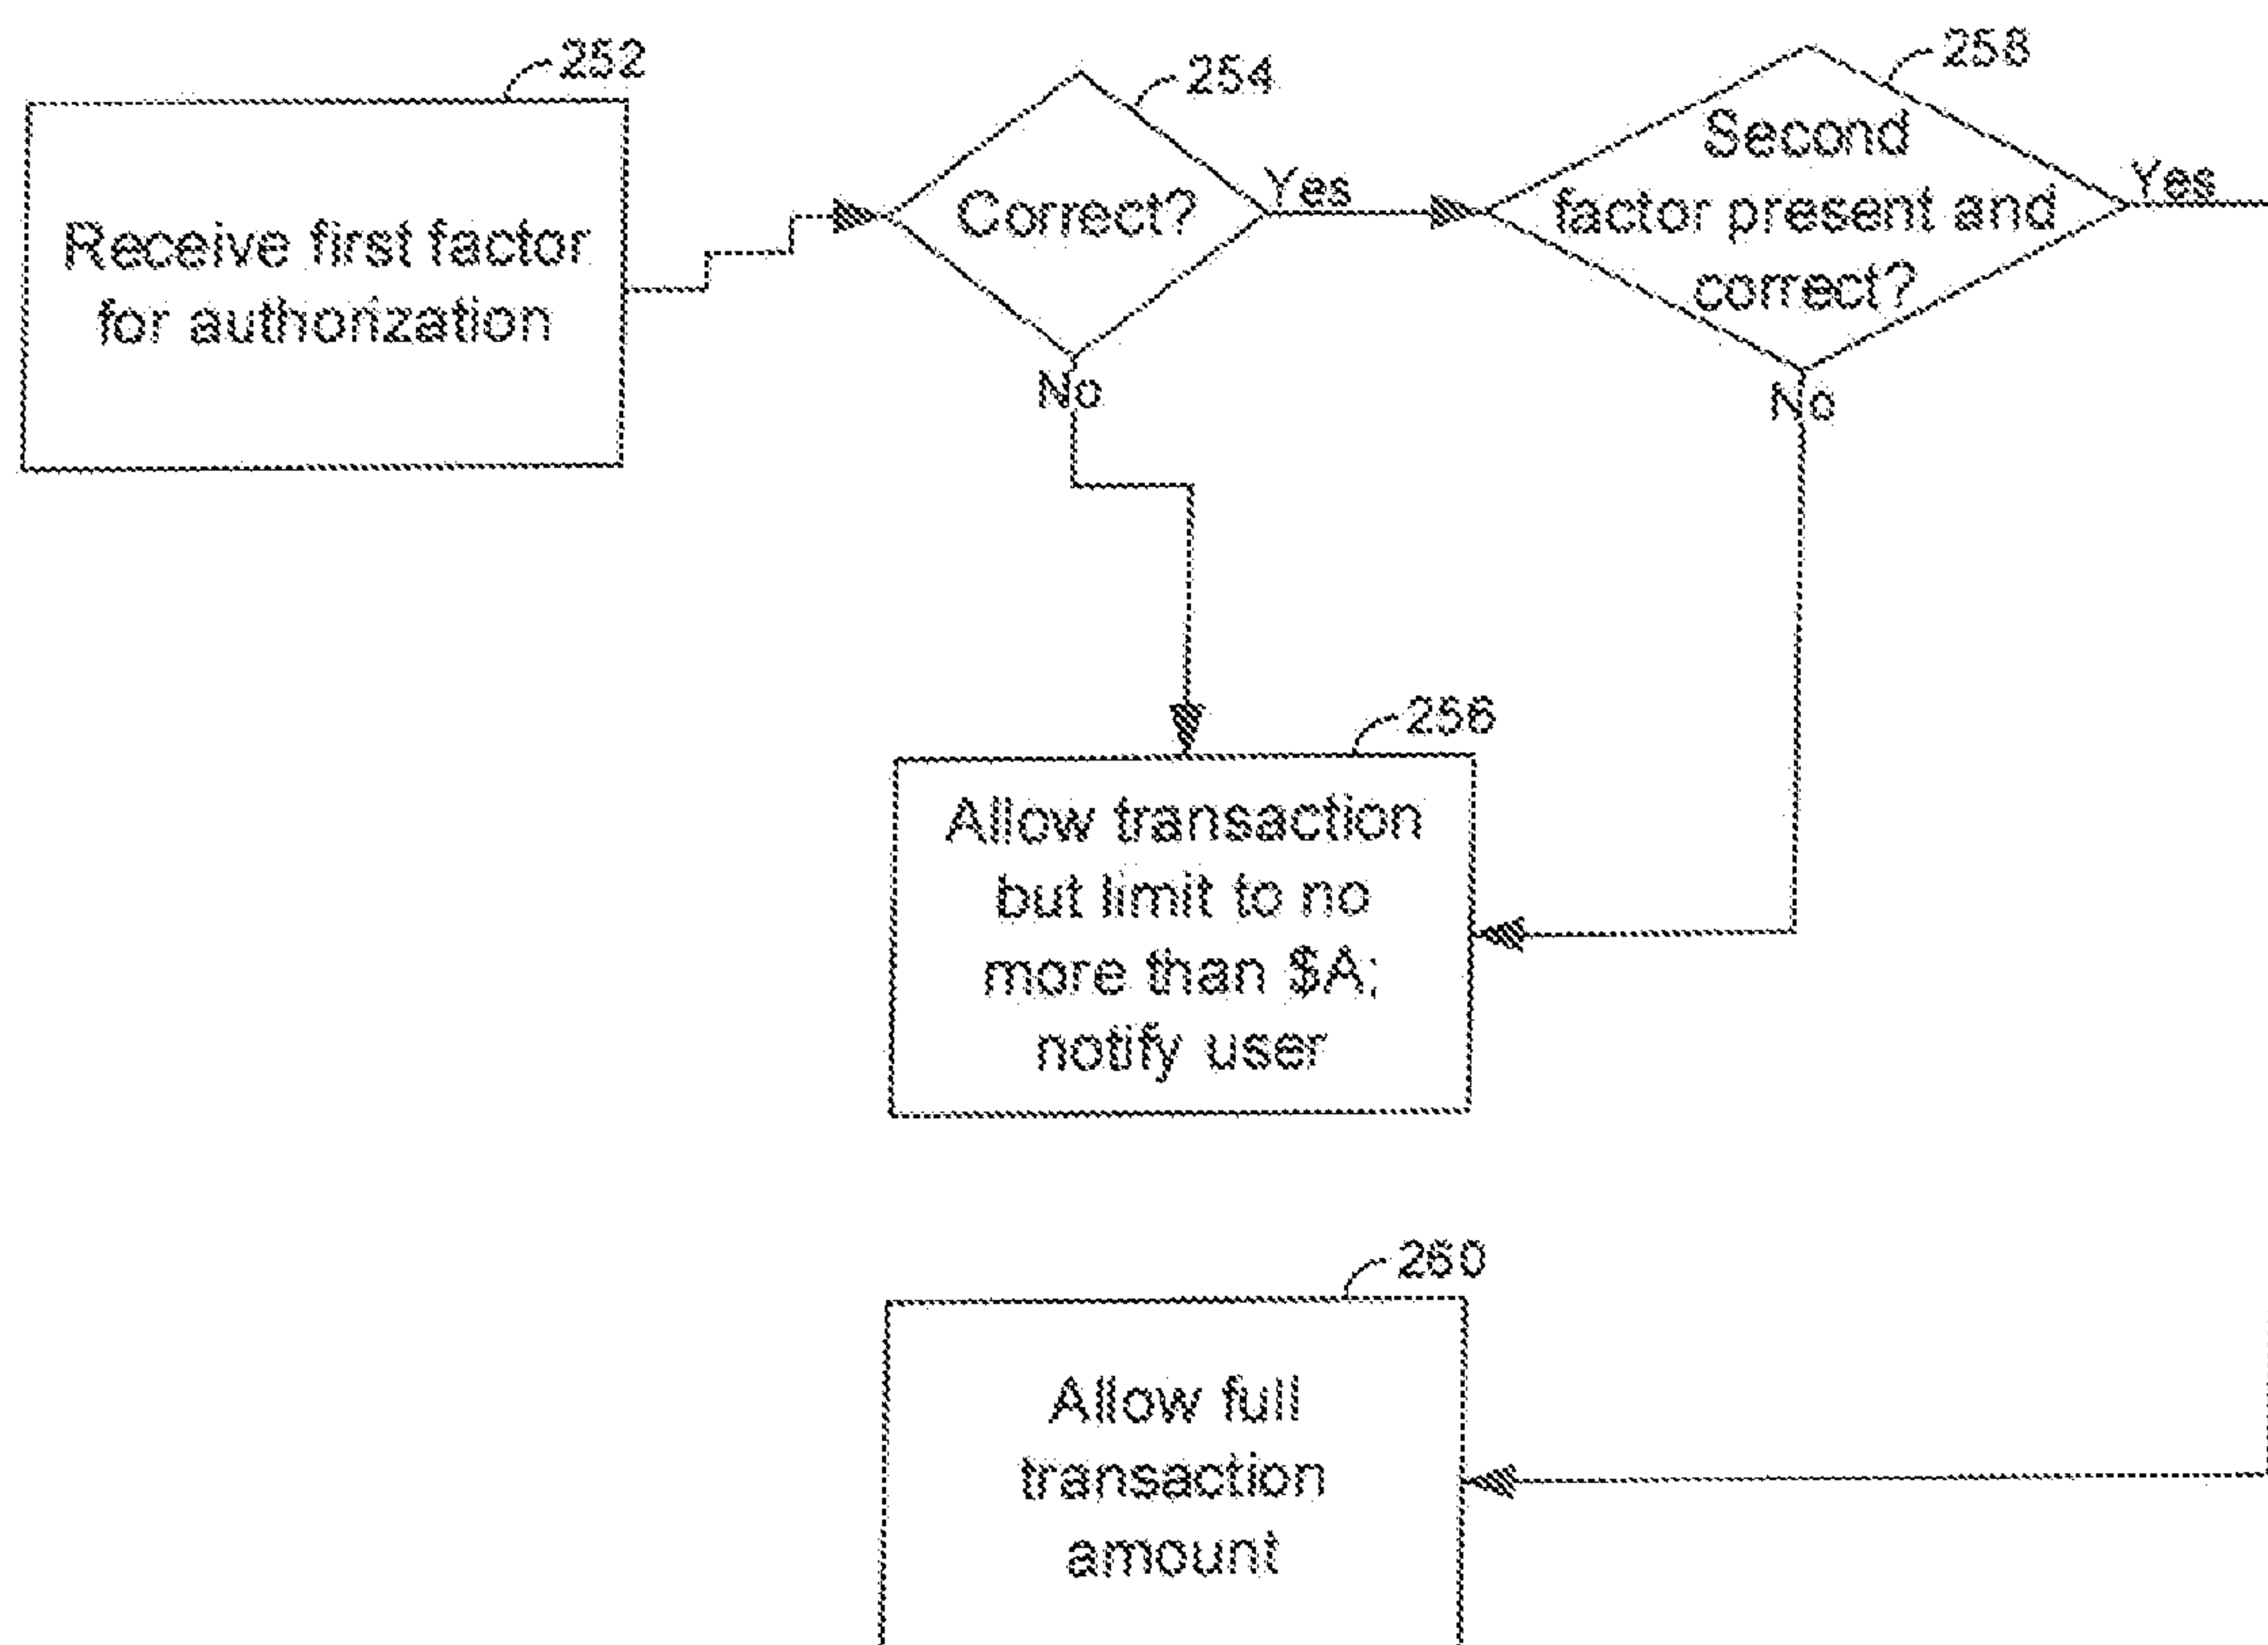 252
Receive first factor
for authorization
254
Correct?
Yes
No
258
Second
factor present and
correct?
Yes
No
256
Allow transaction
but limit to no
more than $A;
notify user
260
Allow full
transaction
amount